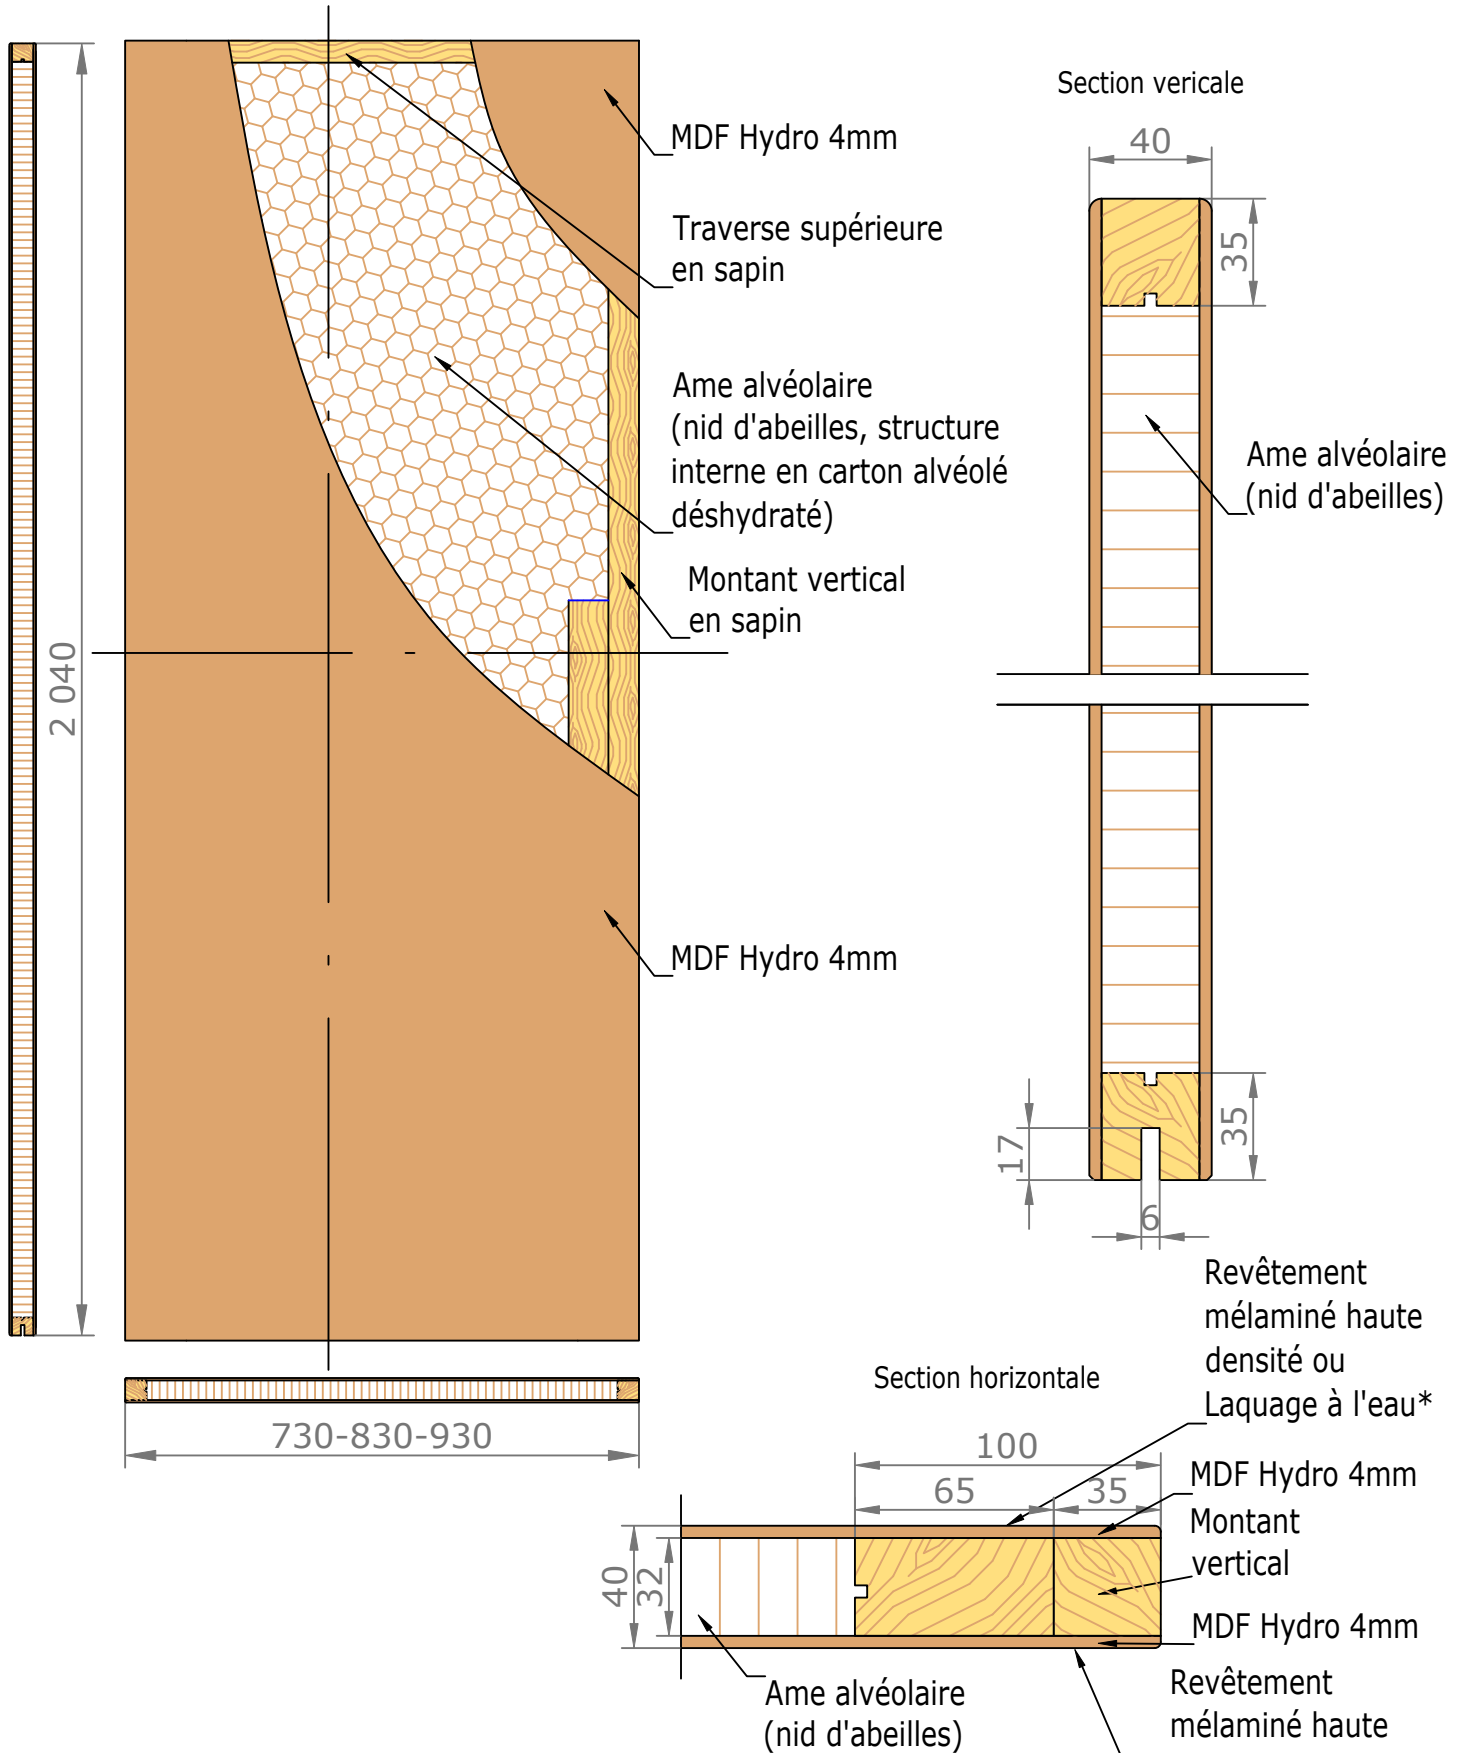 MDF Hydro 4mm
Traverse supérieure
en sapin
Ame alvéolaire
(nid d'abeilles, structure
interne en carton alvéolé
déshydraté)
Montant vertical
en sapin
2 040
MDF Hydro 4mm
730-830-930
Section vericale
40
35
Ame alvéolaire
(nid d'abeilles)
17
35
6
Section horizontale
Revêtement
mélaminé haute
densité ou
Laquage à l'eau*
100
65
35
MDF Hydro 4mm
Montant
vertical
40
32
MDF Hydro 4mm
Ame alvéolaire
(nid d'abeilles)
Revêtement
mélaminé haute